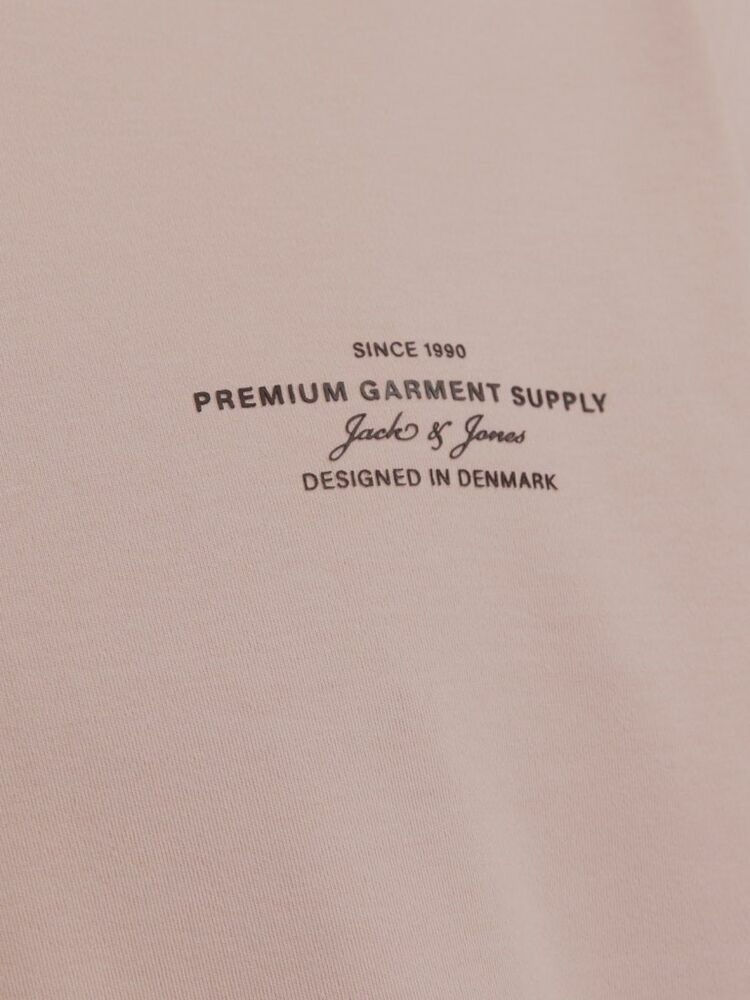 SINCE 1990
PREMIUM GARMENT SUPPLY
Jack & Jones
DESIGNED IN DENMARK